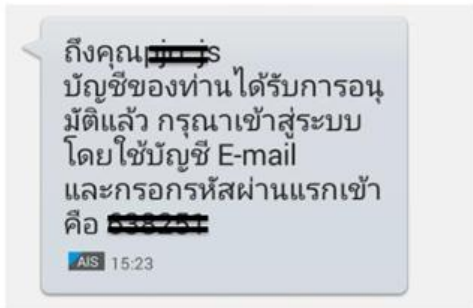 ถึงคุณ
บัญชีของท่านได้รับการอนุ
มัติแล้ว กรุณาเข้าสู่ระบบ
โดยใช้บัญชี E-mail
และกรอกรหัสผ่านแรกเข้า
คือ
AIS 15:23